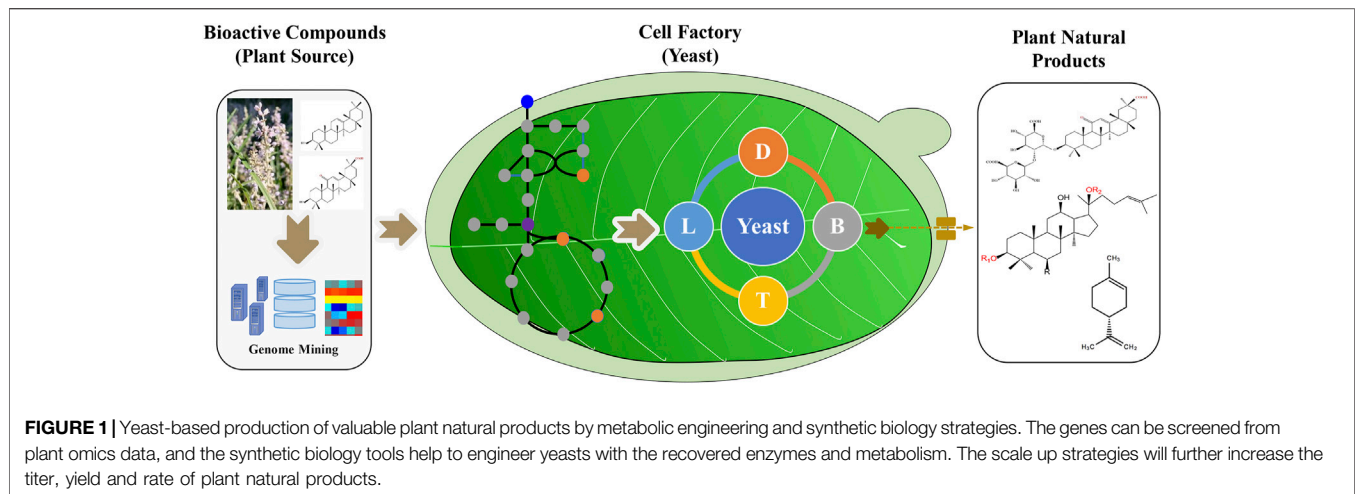 Bioactive Compounds
(Plant Source)
Cell Factory
(Yeast)
Plant Natural
Products
Genome Mining
D
L
Yeast
B
T
COOH
OR₂
OH
R₁O
R
CH₃
H₃C
CH₂
FIGURE 1 | Yeast-based production of valuable plant natural products by metabolic engineering and synthetic biology strategies. The genes can be screened from
plant omics data, and the synthetic biology tools help to engineer yeasts with the recovered enzymes and metabolism. The scale up strategies will further increase the
titer, yield and rate of plant natural products.